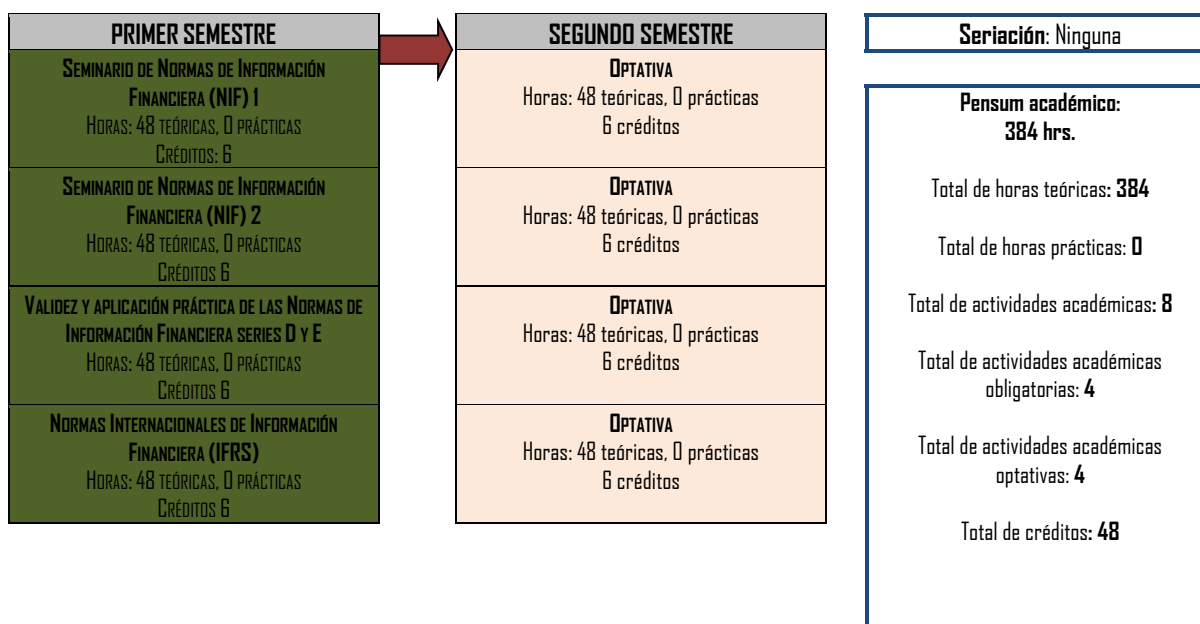 PRIMER SEMESTRE
SEMINARIO DE NORMAS DE INFORMACIÓN
FINANCIERA (NIF) 1
HORAS: 48 TEÓRICAS, 0 PRÁCTICAS
CRÉDITOS: 6
SEMINARIO DE NORMAS DE INFORMACIÓN
FINANCIERA (NIF) 2
HORAS: 48 TEÓRICAS, 0 PRÁCTICAS
CRÉDITOS 6
VALIDEZ Y APLICACIÓN PRÁCTICA DE LAS NORMAS DE
INFORMACIÓN FINANCIERA SERIES D Y E
HORAS: 48 TEÓRICAS, 0 PRÁCTICAS
CRÉDITOS 6
NORMAS INTERNACIONALES DE INFORMACIÓN
FINANCIERA (IFRS)
HORAS: 48 TEÓRICAS, 0 PRÁCTICAS
CRÉDITOS 6
SEGUNDO SEMESTRE
OPTATIVA
Horas: 48 teóricas, 0 prácticas
6 créditos
OPTATIVA
Horas: 48 teóricas, 0 prácticas
6 créditos
OPTATIVA
Horas: 48 teóricas, 0 prácticas
6 créditos
OPTATIVA
Horas: 48 teóricas, 0 prácticas
6 créditos
Seriación: Ninguna
Pensum académico:
384 hrs.
Total de horas teóricas: 384
Total de horas prácticas: 0
Total de actividades académicas: 8
Total de actividades académicas
obligatorias: 4
Total de actividades académicas
optativas: 4
Total de créditos: 48